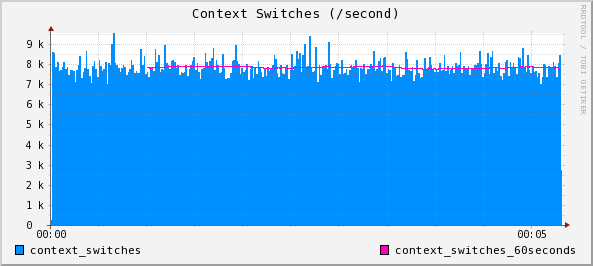 Context Switches (/second)
RRDTOOL / TOBI OETIKER
9 k
8 k
7 k
6 k
5 k
4 k
3 k
2 k
1 k
0
00:00
00:05
context_switches
context_switches_60seconds